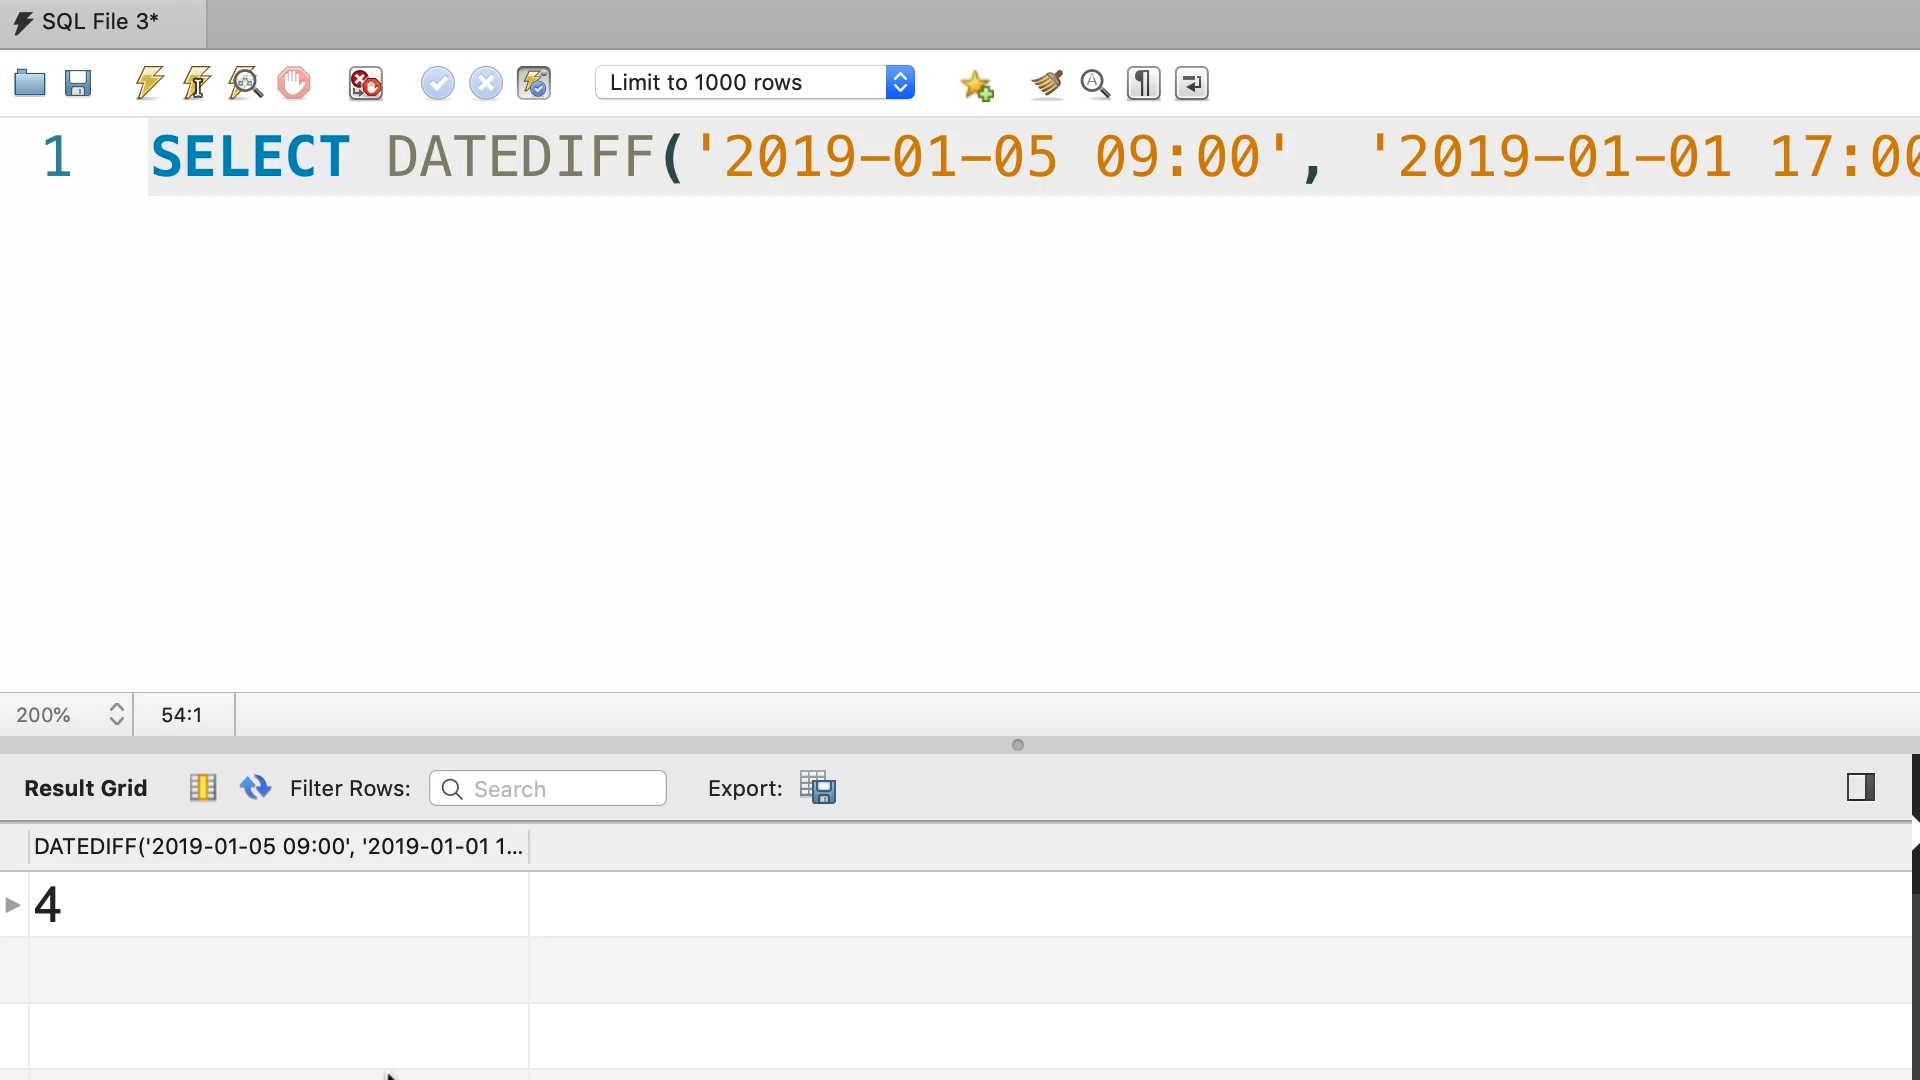 SQL File 3*
Limit to 1000 rows
1 SELECT DATEDIFF('2019-01-05 09:00', '2019-01-01 17:00
200% 54:1
Result Grid Filter Rows: Search Export:
DATEDIFF('2019-01-05 09:00', '2019-01-01 1...
4